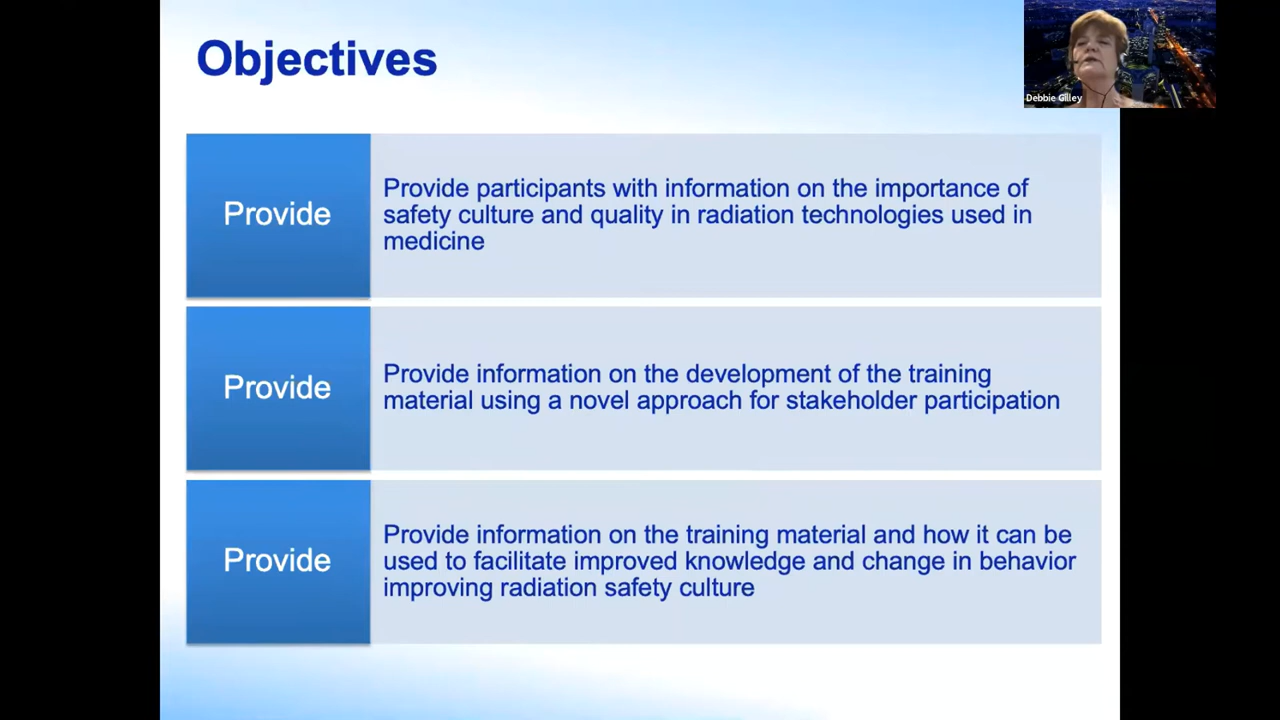 Objectives
Debbie Gilley
Provide
Provide participants with information on the importance of
safety culture and quality in radiation technologies used in
medicine
Provide
Provide information on the development of the training
material using a novel approach for stakeholder participation
Provide
Provide information on the training material and how it can be
used to facilitate improved knowledge and change in behavior
improving radiation safety culture